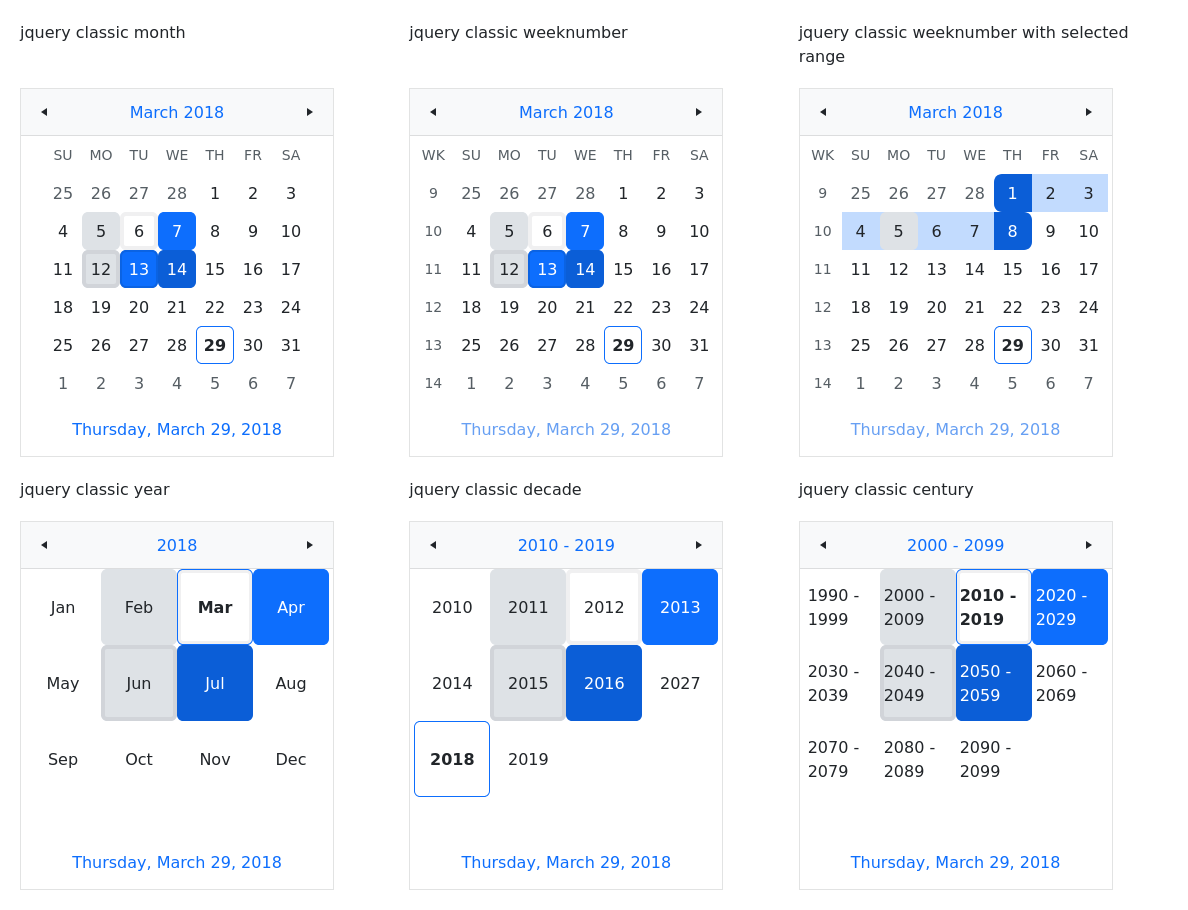 jquery classic month
jquery classic weeknumber
jquery classic weeknumber with selected
range
March 2018
SU MO TU WE TH FR SA
25 26 27 28 1 2 3
4 5 6 7 8 9 10
11 12 13 14 15 16 17
18 19 20 21 22 23 24
25 26 27 28 29 30 31
1 2 3 4 5 6 7
Thursday, March 29, 2018
March 2018
WK SU MO TU WE TH FR SA
9 25 26 27 28 1 2 3
10 4 5 6 7 8 9 10
11 11 12 13 14 15 16 17
12 18 19 20 21 22 23 24
13 25 26 27 28 29 30 31
14 1 2 3 4 5 6 7
Thursday, March 29, 2018
March 2018
WK SU MO TU WE TH FR SA
9 25 26 27 28 1 2 3
10 4 5 6 7 8 9 10
11 11 12 13 14 15 16 17
12 18 19 20 21 22 23 24
13 25 26 27 28 29 30 31
14 1 2 3 4 5 6 7
Thursday, March 29, 2018
jquery classic year
jquery classic decade
jquery classic century
2018
Jan Feb Mar Apr
May Jun Jul Aug
Sep Oct Nov Dec
Thursday, March 29, 2018
2010 - 2019
2010 2011 2012 2013
2014 2015 2016 2027
2018 2019
Thursday, March 29, 2018
2000 - 2099
1990 - 2000 - 2010 - 2020 -
1999 2009 2019 2029
2030 - 2040 - 2050 - 2060 -
2039 2049 2059 2069
2070 - 2080 - 2090 -
2079 2089 2099
Thursday, March 29, 2018